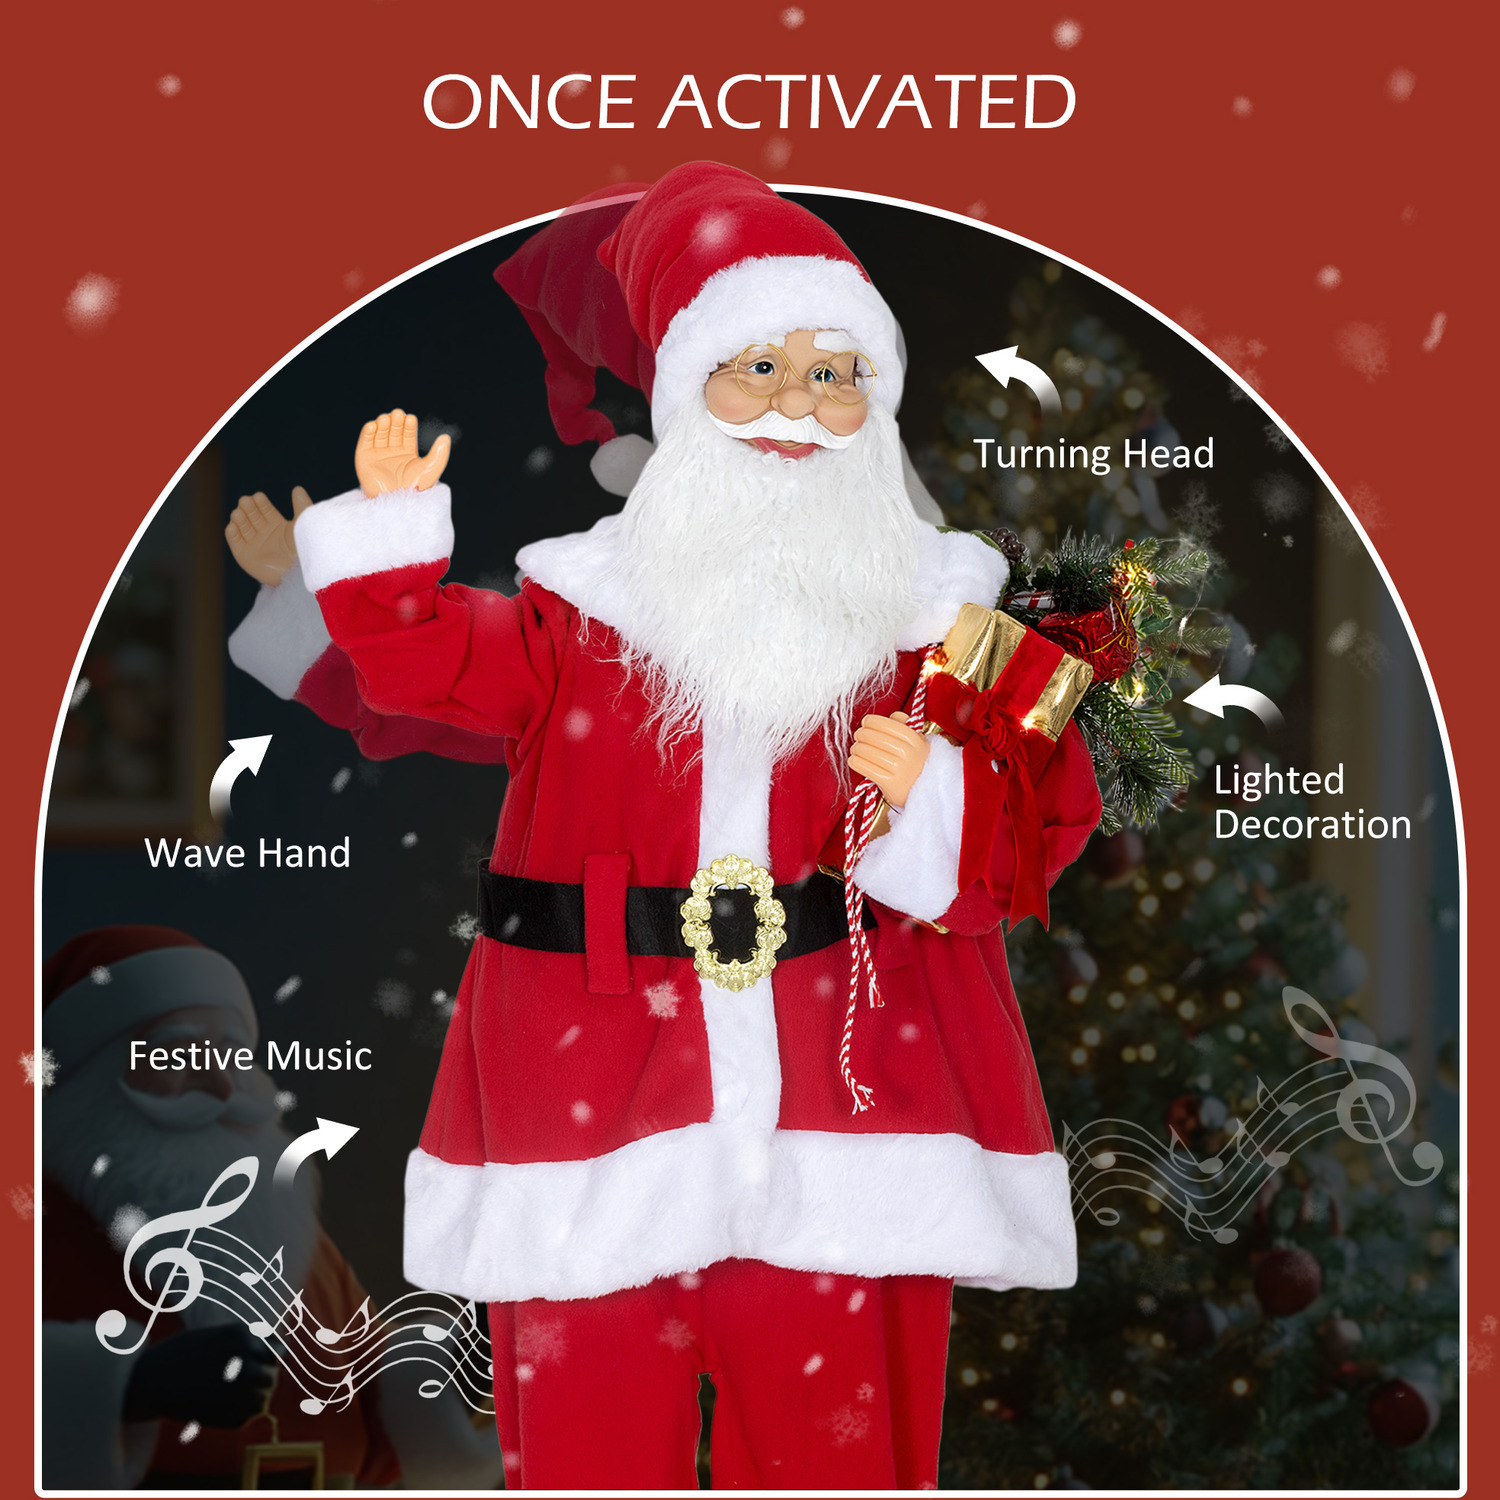 ONCE ACTIVATED
Turning Head
Lighted
Decoration
Wave Hand
Festive Music